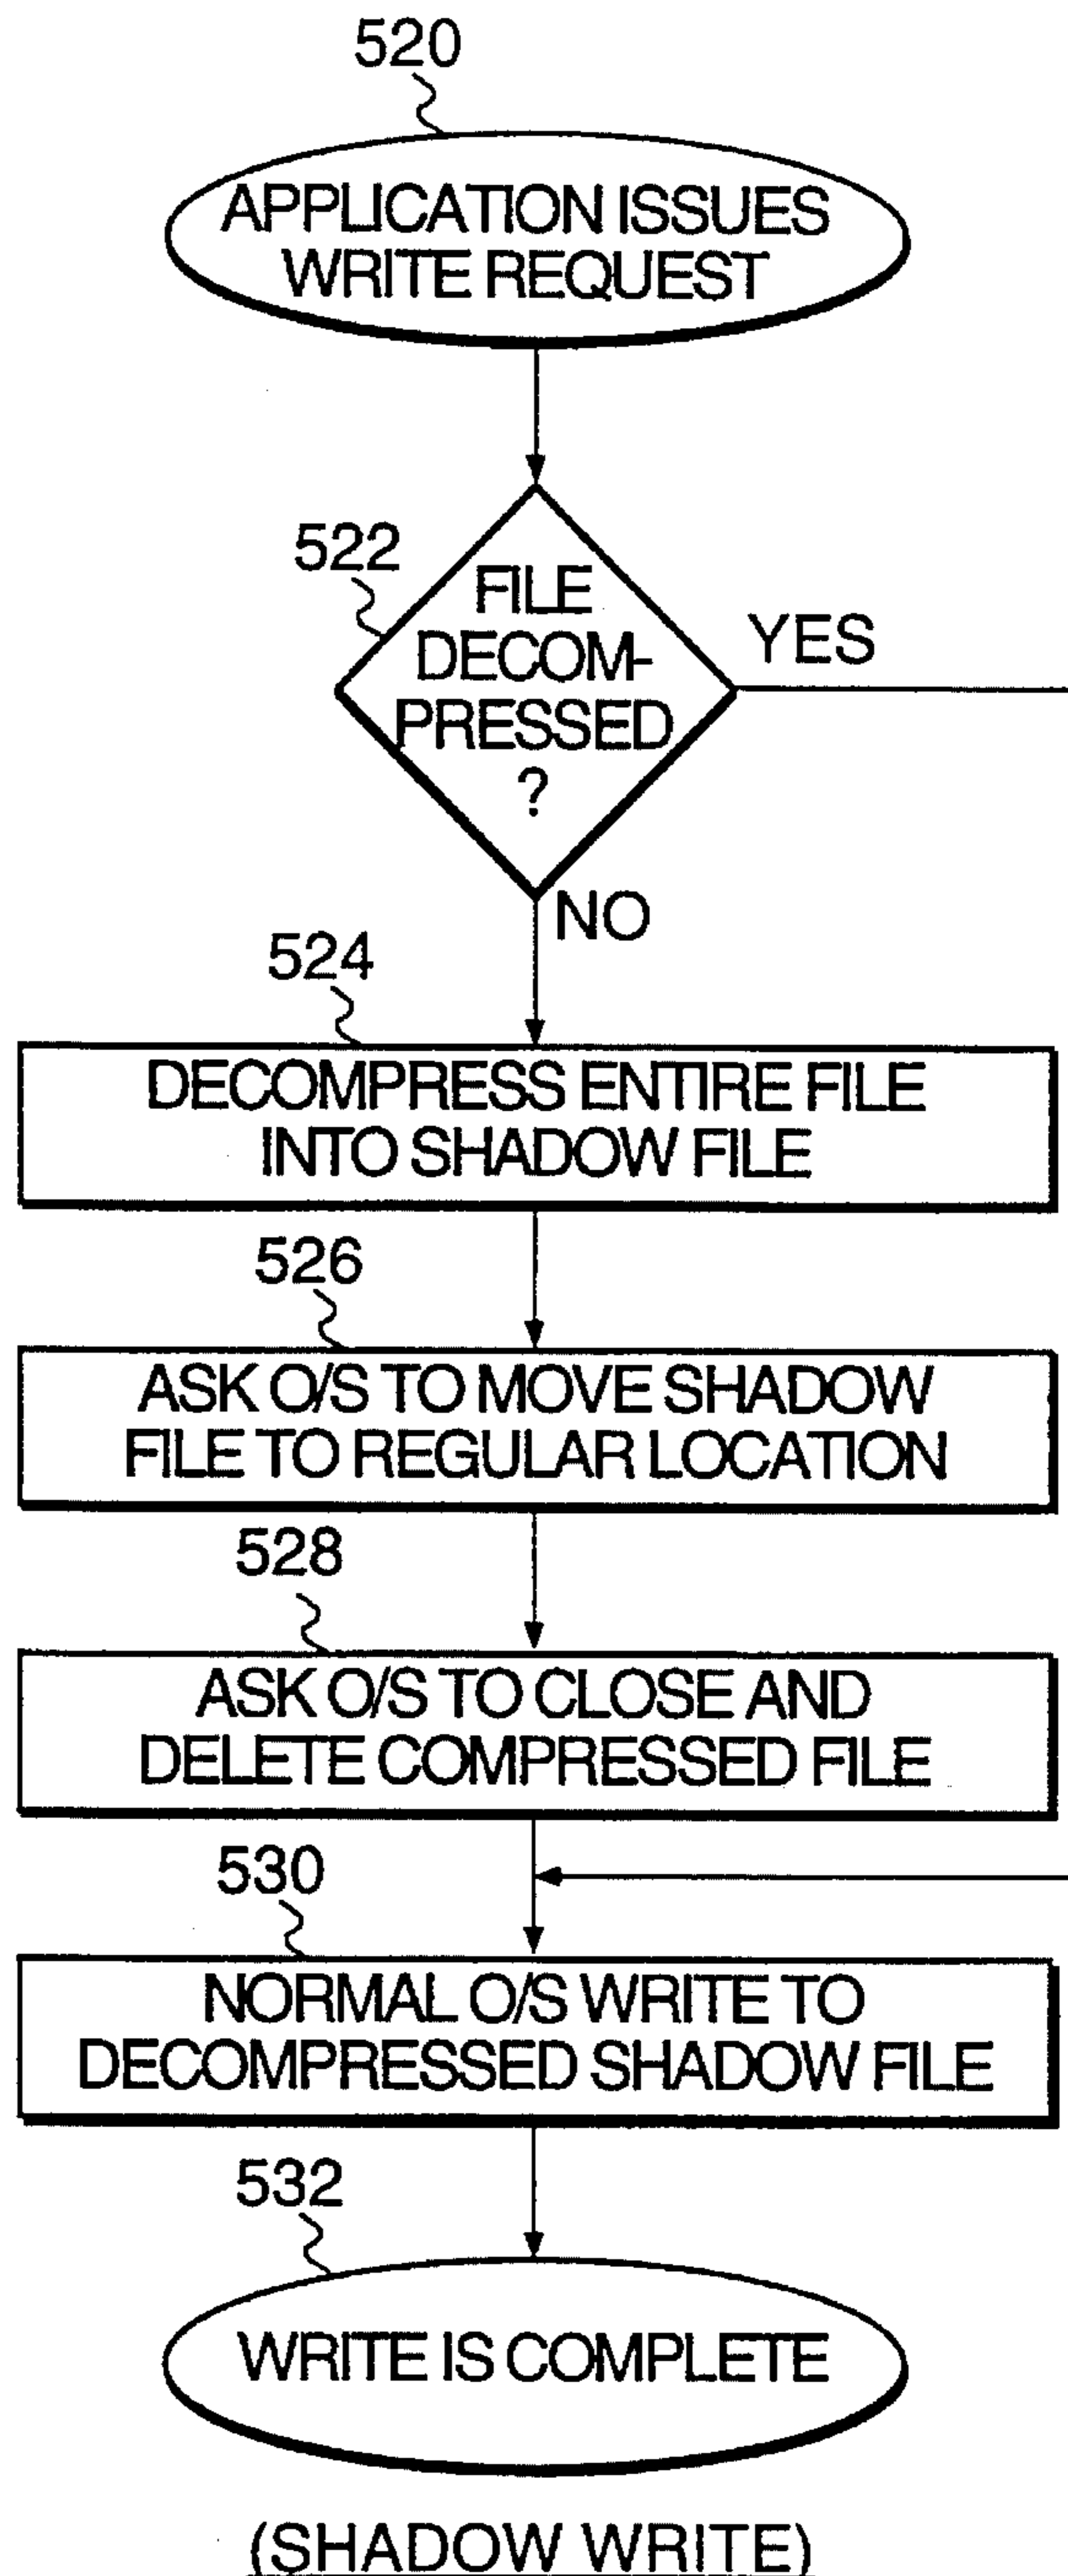 520
APPLICATION ISSUES
WRITE REQUEST
522
FILE
DECOM-
PRESSED
?
YES
NO
524
DECOMPRESS ENTIRE FILE
INTO SHADOW FILE
526
ASK O/S TO MOVE SHADOW
FILE TO REGULAR LOCATION
528
ASK O/S TO CLOSE AND
DELETE COMPRESSED FILE
530
NORMAL O/S WRITE TO
DECOMPRESSED SHADOW FILE
532
WRITE IS COMPLETE
(SHADOW WRITE)